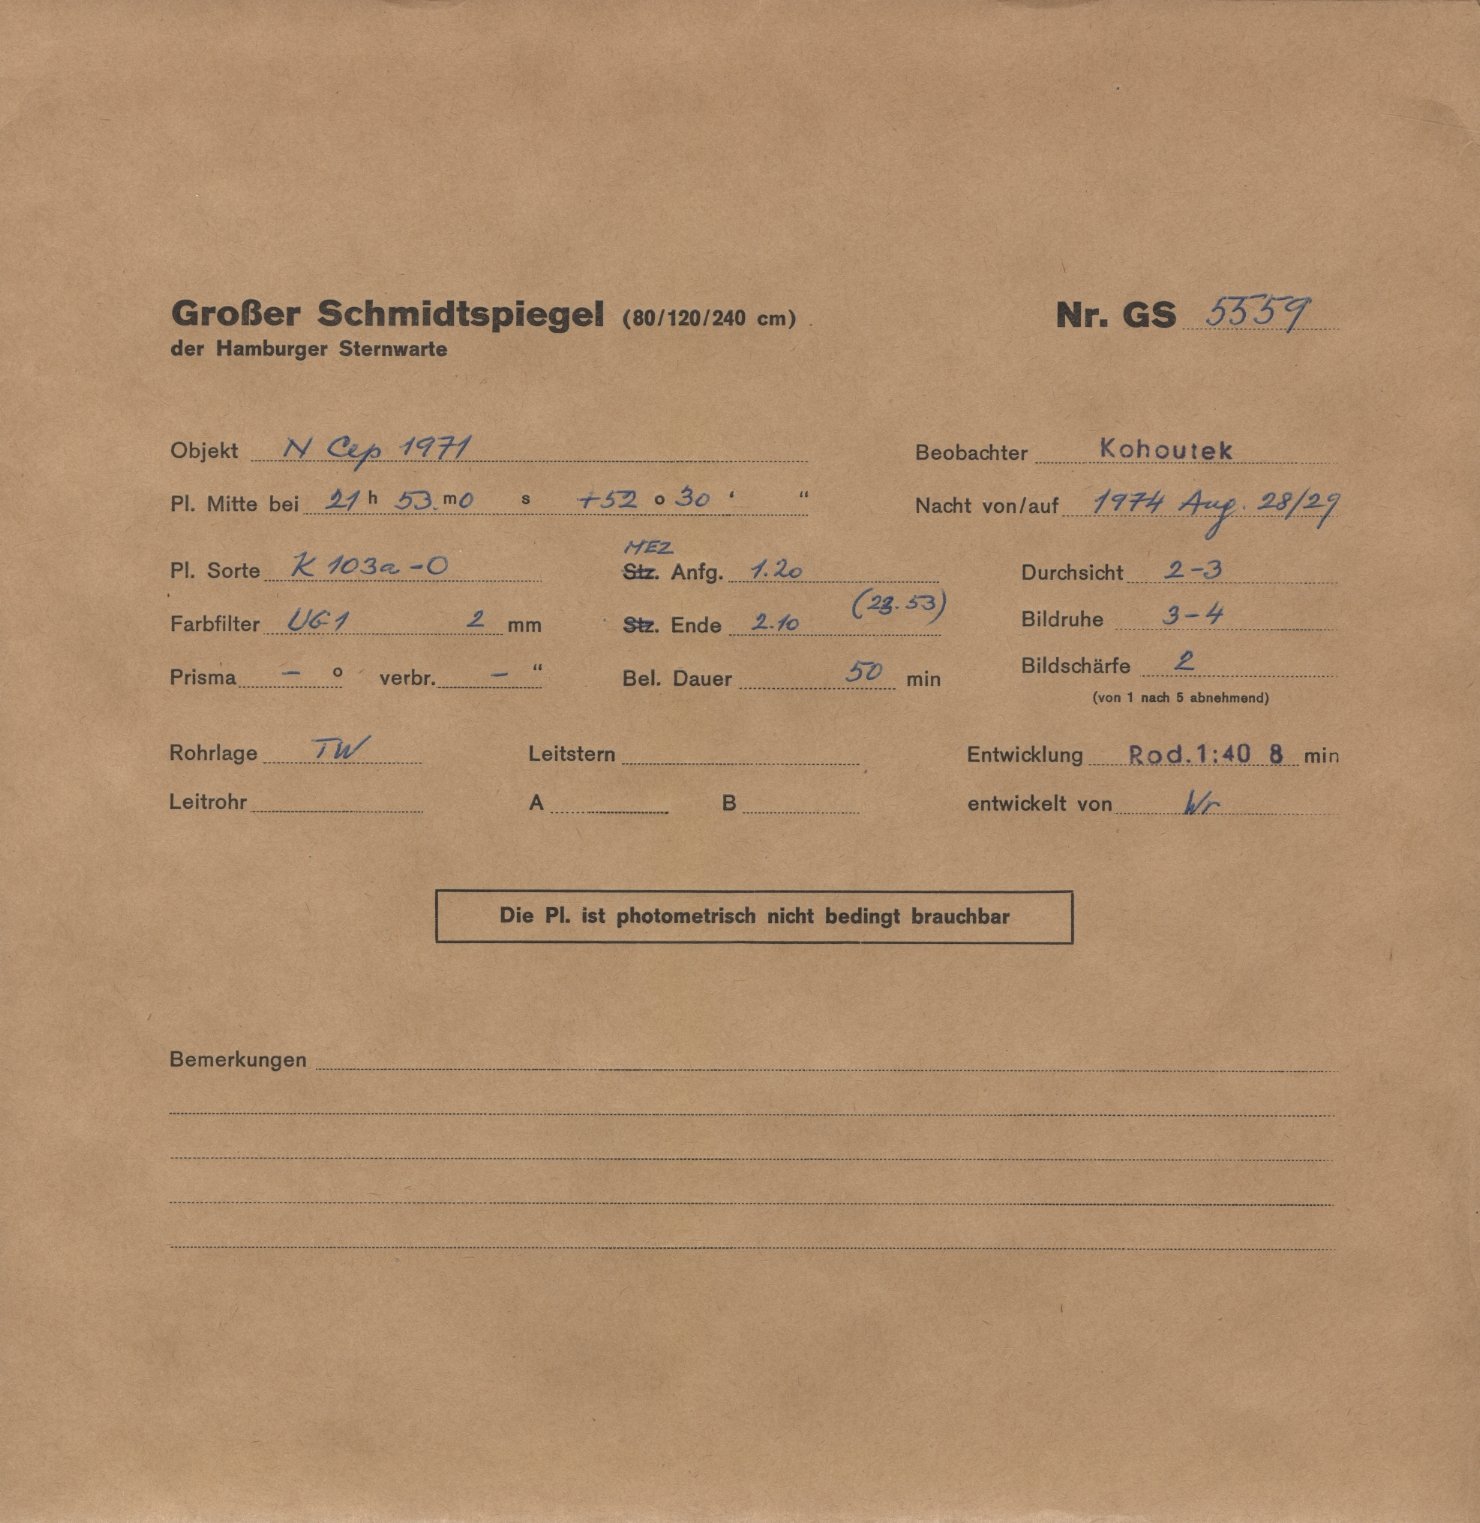 Großer Schmidtspiegel (80/120/240 cm) Nr. GS 5559
der Hamburger Sternwarte
Objekt N Cep 1971 Beobachter Kohoutek
Pl. Mitte bei 21 h 53. m 0 s +52 o 30 ‘ “ Nacht von/auf 1974 Aug. 28/29
MEZ
Pl. Sorte K 103a-O Stz. Anfg. 1.20 Durchsicht 2-3
(23.53)
Farbfilter UG1 2 mm Stz. Ende 2.10 Bildruhe 3-4
Prisma – o verbr. – “ Bel. Dauer 50 min Bildschärfe 2
(von 1 nach 5 abnehmend)
Rohrlage TW Leitstern Entwicklung Rod.1:40 8 min
Leitrohr A B entwickelt von Wr
Die Pl. ist photometrisch nicht bedingt brauchbar
Bemerkungen